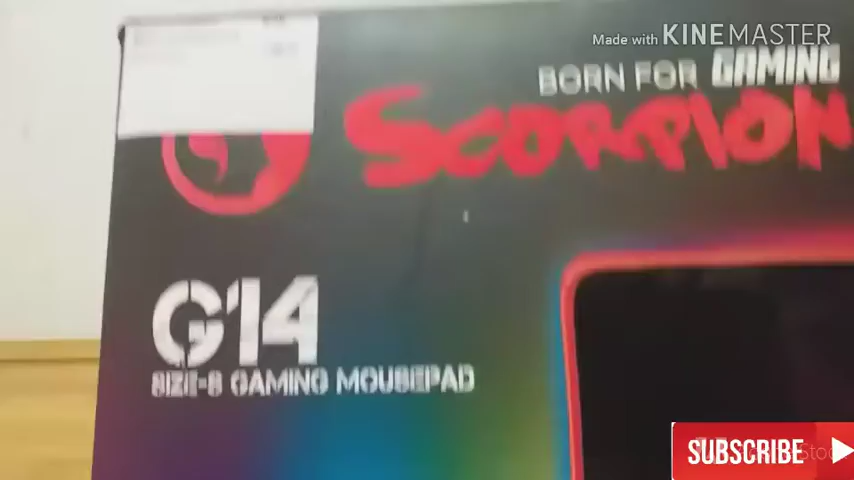 Made with KINEMASTER
BORN FOR GAMING
SCORPION
G14
SIZE-S GAMING MOUSEPAD
SUBSCRIBE